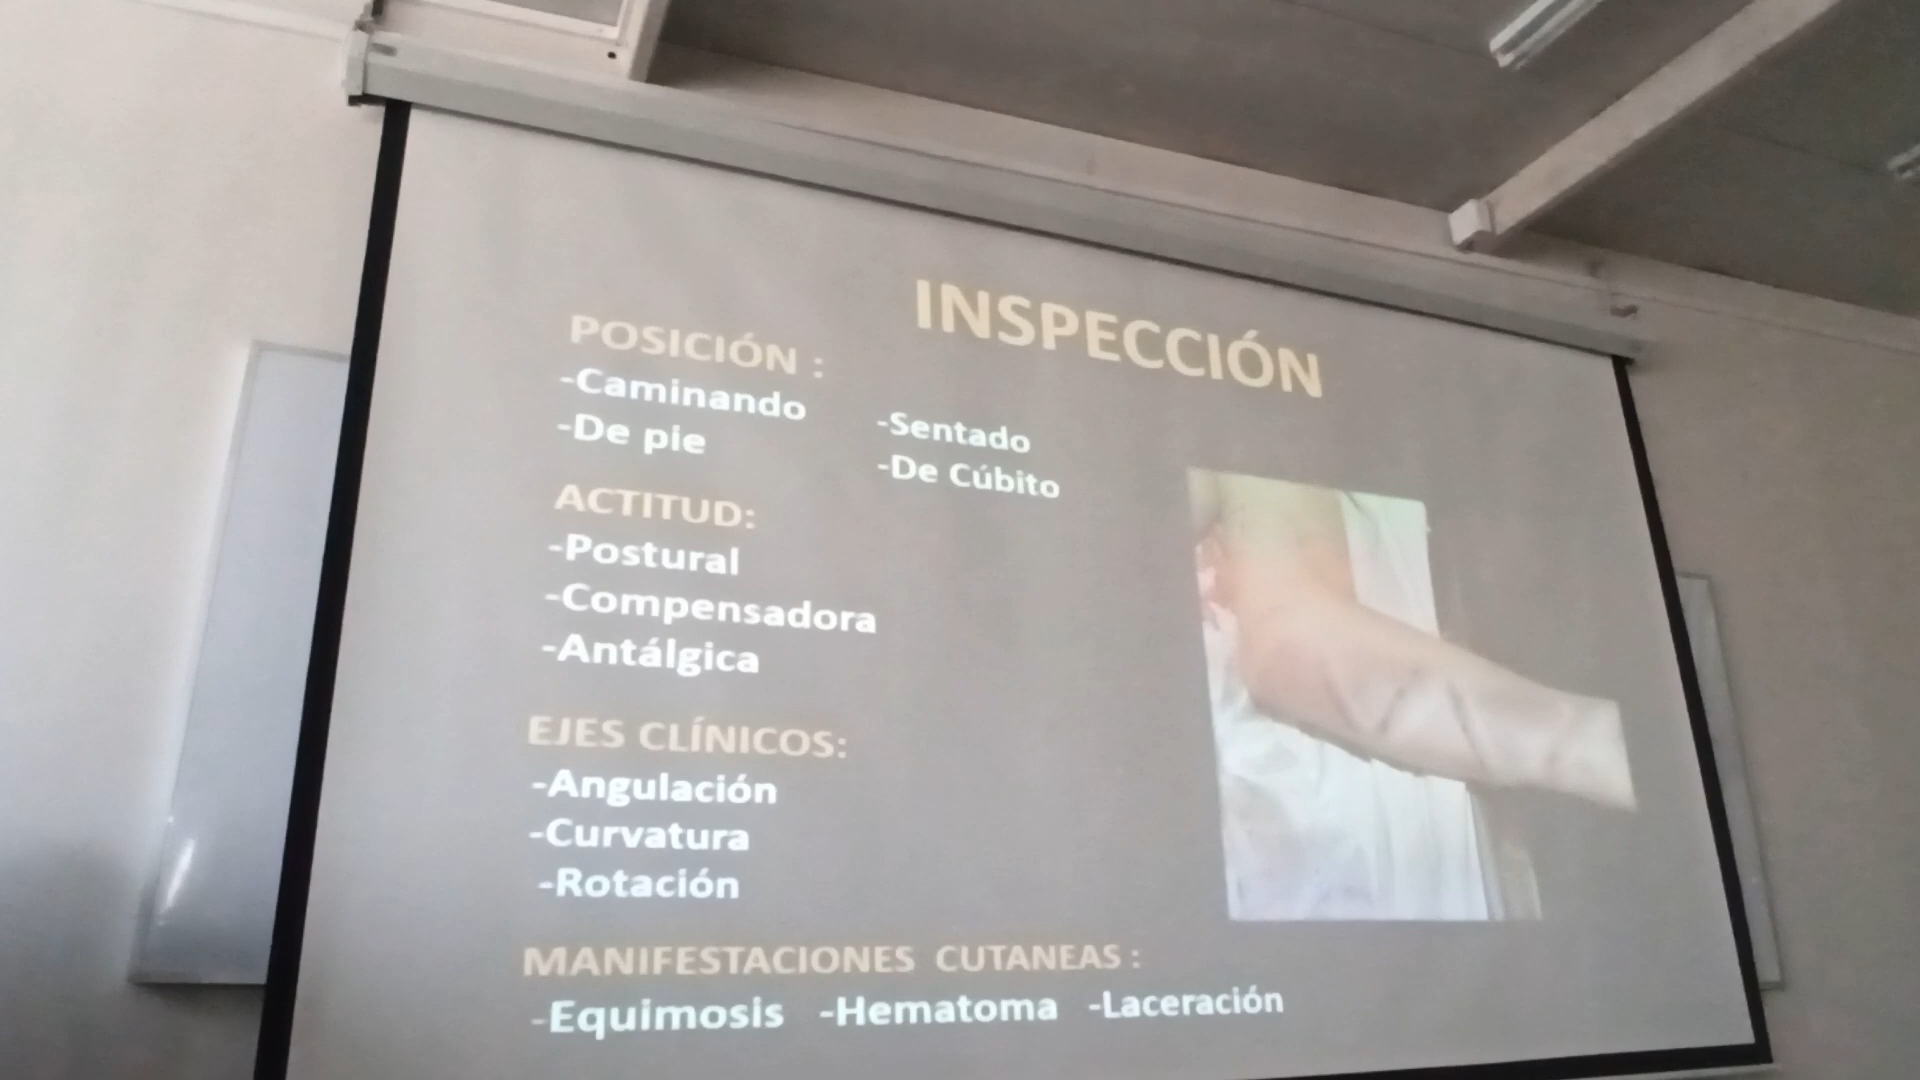 INSPECCIÓN
POSICIÓN :
-Caminando
-De pie
-Sentado
-De Cúbito
ACTITUD:
-Postural
-Compensadora
-Antálgica
EJES CLÍNICOS:
-Angulación
-Curvatura
-Rotación
MANIFESTACIONES CUTANEAS :
-Equimosis -Hematoma -Laceración